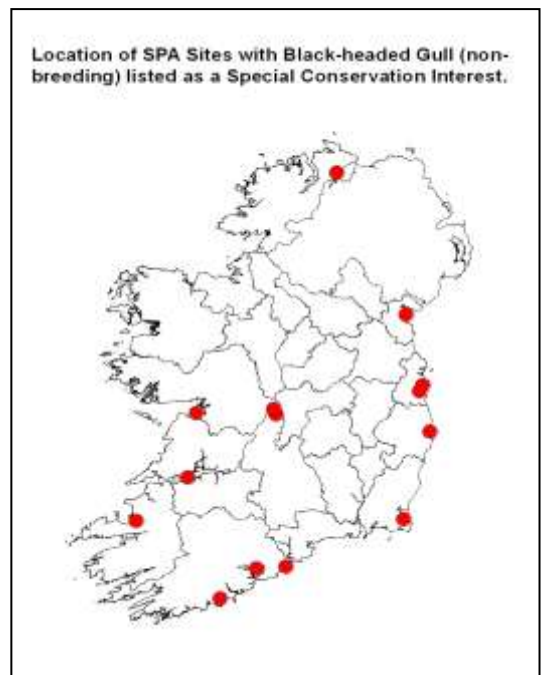 Location of SPA Sites with Black-headed Gull (non-
breeding) listed as a Special Conservation Interest.